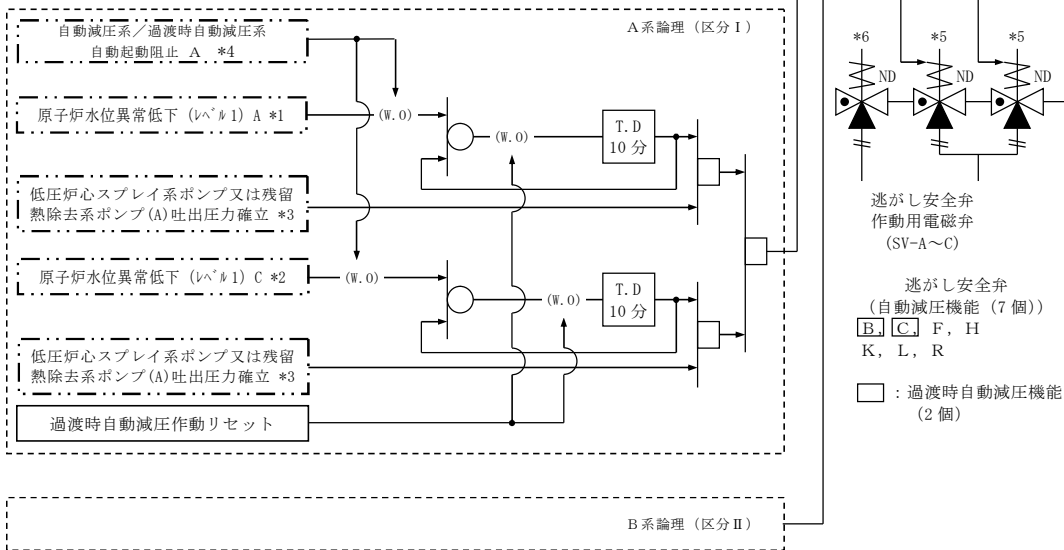 自動減圧系／過渡時自動減圧系
自動起動阻止 A *4
A系論理（区分Ⅰ）
原子炉水位異常低下（ﾚﾍﾞﾙ1）A *1
(W.O)
(W.O)
T.D
10分
低圧炉心スプレイ系ポンプ又は残留
熱除去系ポンプ(A)吐出圧力確立 *3
原子炉水位異常低下（ﾚﾍﾞﾙ1）C *2
(W.O)
(W.O)
T.D
10分
低圧炉心スプレイ系ポンプ又は残留
熱除去系ポンプ(A)吐出圧力確立 *3
過渡時自動減圧作動リセット
B系論理（区分Ⅱ）
*6
*5
*5
ND
ND
ND
逃がし安全弁
作動用電磁弁
(SV-A～C)
逃がし安全弁
（自動減圧機能（7個））
B, C, F, H
K, L, R
：過渡時自動減圧機能
（2個）